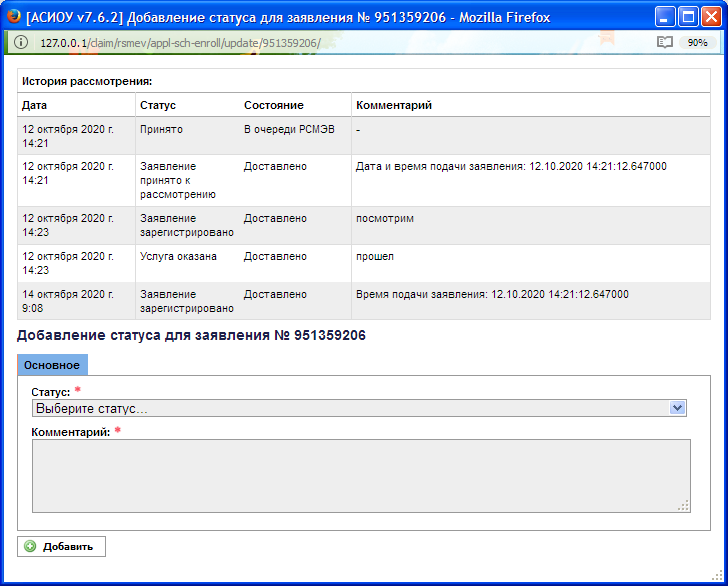 [АСИОУ v7.6.2] Добавление статуса для заявления № 951359206 - Mozilla Firefox
127.0.0.1/claim/rsmev/appl-sch-enroll/update/951359206/ 90%
История рассмотрения:
Дата Статус Состояние Комментарий
12 октября 2020 г. Принято В очереди РСМЭВ -
14:21
12 октября 2020 г. Заявление Доставлено Дата и время подачи заявления: 12.10.2020 14:21:12.647000
14:21 принято к
рассмотрению
12 октября 2020 г. Заявление Доставлено посмотрим
14:23 зарегистрировано
12 октября 2020 г. Услуга оказана Доставлено прошел
14:23
14 октября 2020 г. Заявление Доставлено Время подачи заявления: 12.10.2020 14:21:12.647000
9:08 зарегистрировано
Добавление статуса для заявления № 951359206
Основное
Статус: *
Выберите статус...
Комментарий: *
Добавить